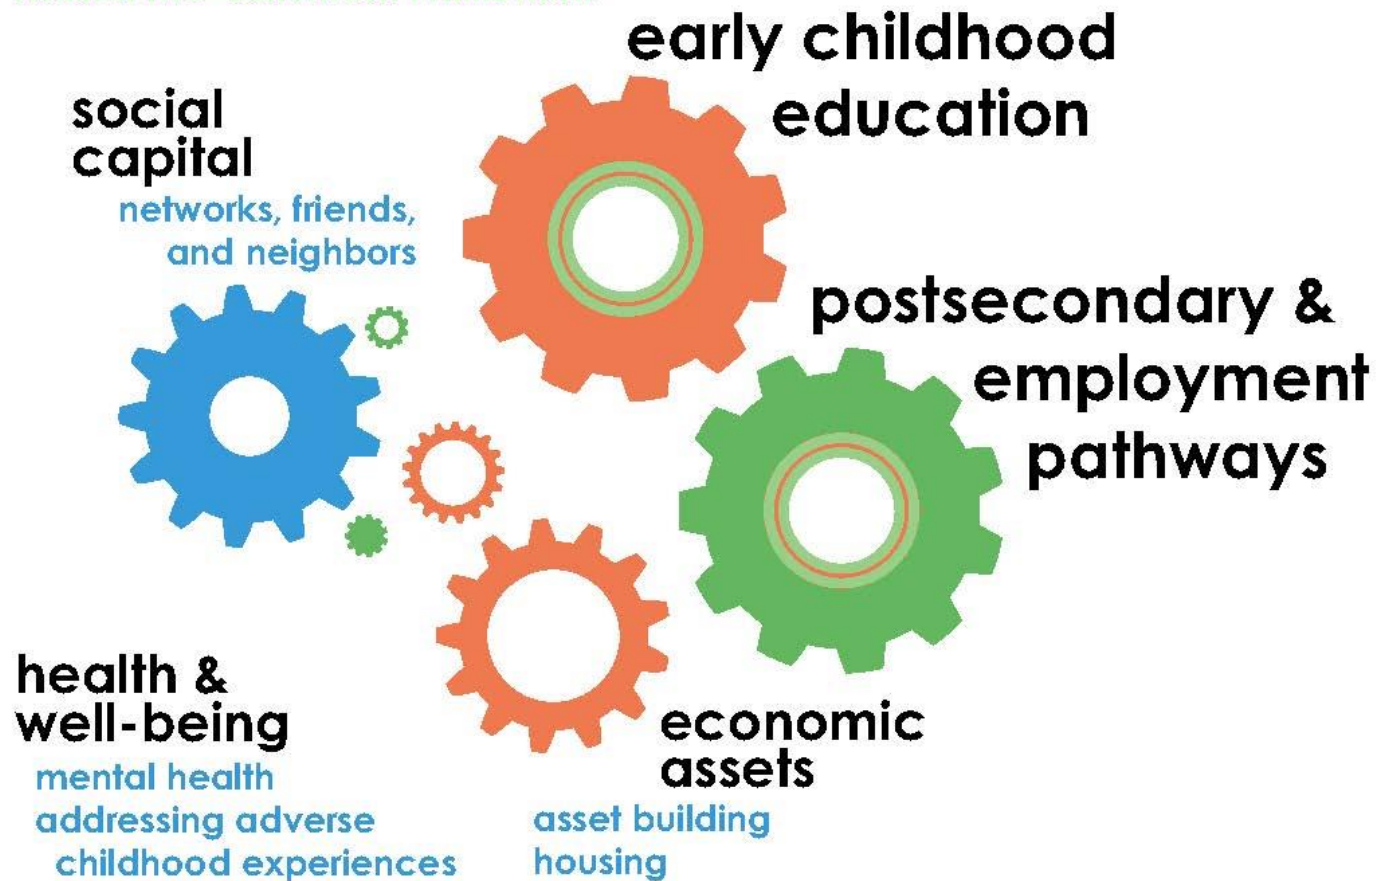 early childhood
education
social
capital
networks, friends,
and neighbors
postsecondary &
employment
pathways
health &
well-being
mental health
addressing adverse
childhood experiences
economic
assets
asset building
housing